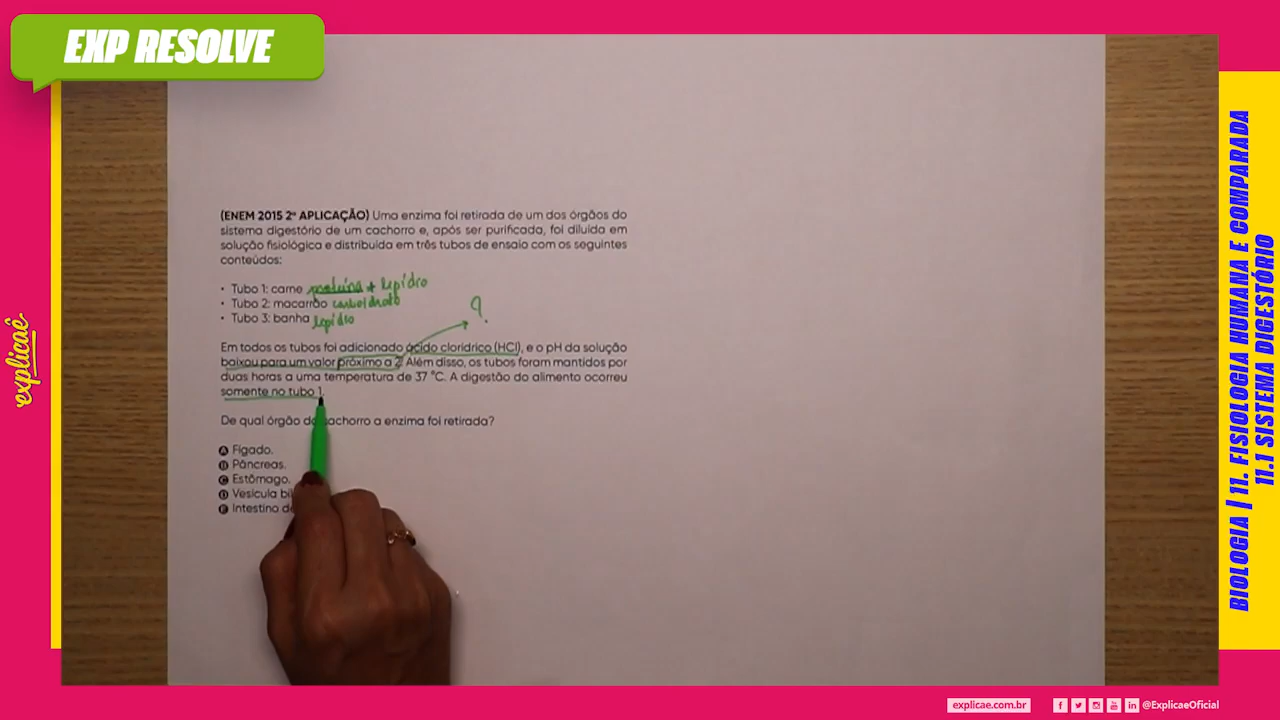 EXP RESOLVE
(ENEM 2015 2ª APLICAÇÃO) Uma enzima foi retirada de um dos órgãos do
sistema digestório de um cachorro e, após ser purificada, foi diluída em
solução fisiológica e distribuída em três tubos de ensaio com os seguintes
conteúdos:
• Tubo 1: carne proteína + lipídio
• Tubo 2: macarrão carboidrato
• Tubo 3: banha lipídio
?
Em todos os tubos foi adicionado ácido clorídrico (HCl), e o pH da solução
baixou para um valor próximo a 2. Além disso, os tubos foram mantidos por
duas horas a uma temperatura de 37 °C. A digestão do alimento ocorreu
somente no tubo 1.
De qual órgão do cachorro a enzima foi retirada?
A Fígado.
B Pâncreas.
C Estômago.
D Vesícula
E Intestino
explicaê
BIOLOGIA | 11. FISIOLOGIA HUMANA E COMPARADA
11.1 SISTEMA DIGESTÓRIO
explicae.com.br
@ExplicaeOficial